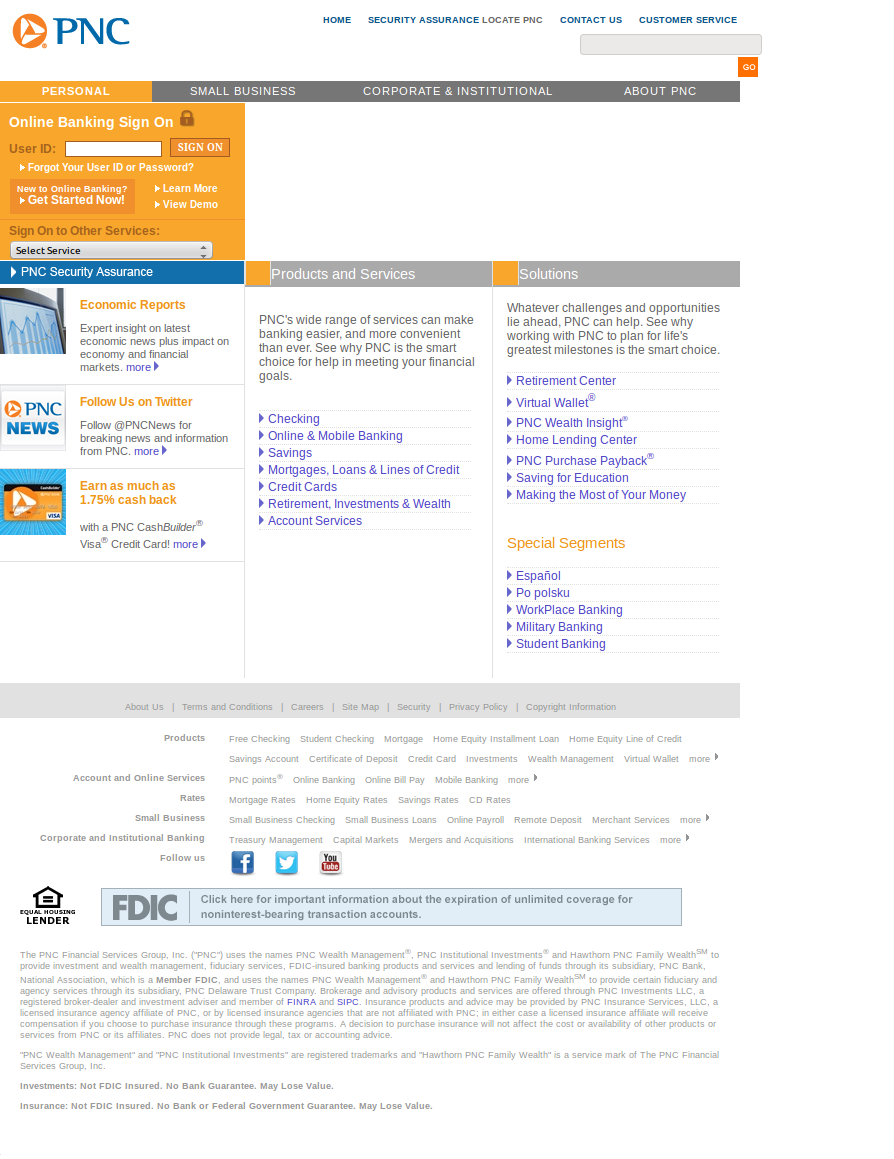 PNC
HOME SECURITY ASSURANCE LOCATE PNC CONTACT US CUSTOMER SERVICE
GO
PERSONAL SMALL BUSINESS CORPORATE & INSTITUTIONAL ABOUT PNC
Online Banking Sign On
User ID: SIGN ON
Forgot Your User ID or Password?
New to Online Banking?
Get Started Now!
Learn More
View Demo
Sign On to Other Services:
Select Service
PNC Security Assurance
Economic Reports
Expert insight on latest
economic news plus impact on
economy and financial
markets. more
PNC
NEWS
Follow Us on Twitter
Follow @PNCNews for
breaking news and information
from PNC. more
CashBuilder
VISA
Earn as much as
1.75% cash back
with a PNC CashBuilder®
Visa® Credit Card! more
Products and Services
PNC's wide range of services can make
banking easier, and more convenient
than ever. See why PNC is the smart
choice for help in meeting your financial
goals.
Checking
Online & Mobile Banking
Savings
Mortgages, Loans & Lines of Credit
Credit Cards
Retirement, Investments & Wealth
Account Services
Solutions
Whatever challenges and opportunities
lie ahead, PNC can help. See why
working with PNC to plan for life's
greatest milestones is the smart choice.
Retirement Center
Virtual Wallet®
PNC Wealth Insight®
Home Lending Center
PNC Purchase Payback®
Saving for Education
Making the Most of Your Money
Special Segments
Español
Po polsku
WorkPlace Banking
Military Banking
Student Banking
About Us | Terms and Conditions | Careers | Site Map | Security | Privacy Policy | Copyright Information
Products Free Checking Student Checking Mortgage Home Equity Installment Loan Home Equity Line of Credit
Savings Account Certificate of Deposit Credit Card Investments Wealth Management Virtual Wallet more
Account and Online Services PNC points® Online Banking Online Bill Pay Mobile Banking more
Rates Mortgage Rates Home Equity Rates Savings Rates CD Rates
Small Business Small Business Checking Small Business Loans Online Payroll Remote Deposit Merchant Services more
Corporate and Institutional Banking Treasury Management Capital Markets Mergers and Acquisitions International Banking Services more
Follow us
You
Tube
EQUAL HOUSING
LENDER
FDIC
Click here for important information about the expiration of unlimited coverage for
noninterest-bearing transaction accounts.
The PNC Financial Services Group, Inc. ("PNC") uses the names PNC Wealth Management®, PNC Institutional Investments® and Hawthorn PNC Family WealthSM to
provide investment and wealth management, fiduciary services, FDIC-insured banking products and services and lending of funds through its subsidiary, PNC Bank,
National Association, which is a Member FDIC, and uses the names PNC Wealth Management® and Hawthorn PNC Family WealthSM to provide certain fiduciary and
agency services through its subsidiary, PNC Delaware Trust Company. Brokerage and advisory products and services are offered through PNC Investments LLC, a
registered broker-dealer and investment adviser and member of FINRA and SIPC. Insurance products and advice may be provided by PNC Insurance Services, LLC, a
licensed insurance agency affiliate of PNC, or by licensed insurance agencies that are not affiliated with PNC; in either case a licensed insurance affiliate will receive
compensation if you choose to purchase insurance through these programs. A decision to purchase insurance will not affect the cost or availability of other products or
services from PNC or its affiliates. PNC does not provide legal, tax or accounting advice.
"PNC Wealth Management" and "PNC Institutional Investments" are registered trademarks and "Hawthorn PNC Family Wealth" is a service mark of The PNC Financial
Services Group, Inc.
Investments: Not FDIC Insured. No Bank Guarantee. May Lose Value.
Insurance: Not FDIC Insured. No Bank or Federal Government Guarantee. May Lose Value.